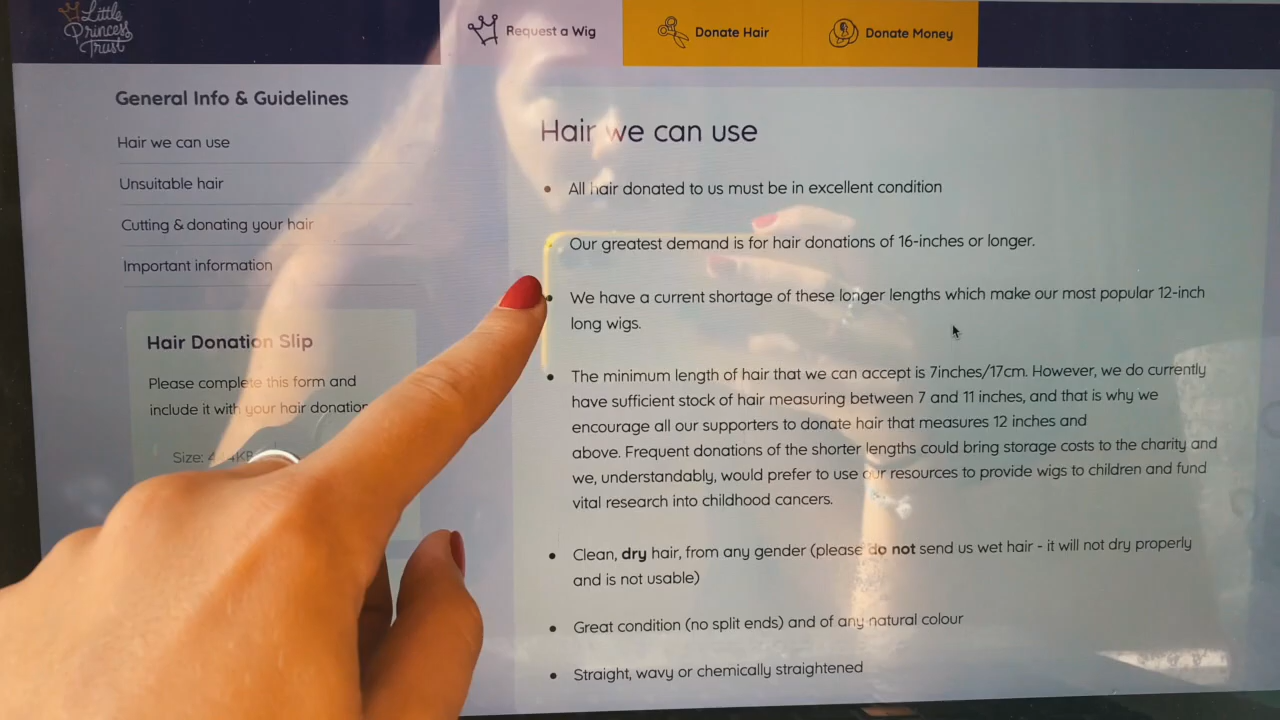 Little
Princess
Trust
Request a Wig
Donate Hair
Donate Money
General Info & Guidelines
Hair we can use
Unsuitable hair
Cutting & donating your hair
Important information
Hair Donation Slip
Please complete this form and
include it with your hair donation
Size:
Hair we can use
All hair donated to us must be in excellent condition
Our greatest demand is for hair donations of 16-inches or longer.
We have a current shortage of these longer lengths which make our most popular 12-inch
long wigs.
The minimum length of hair that we can accept is 7inches/17cm. However, we do currently
have sufficient stock of hair measuring between 7 and 11 inches, and that is why we
encourage all our supporters to donate hair that measures 12 inches and
above. Frequent donations of the shorter lengths could bring storage costs to the charity and
we, understandably, would prefer to use our resources to provide wigs to children and fund
vital research into childhood cancers.
Clean, dry hair, from any gender (please do not send us wet hair - it will not dry properly
and is not usable)
Great condition (no split ends) and of any natural colour
Straight, wavy or chemically straightened